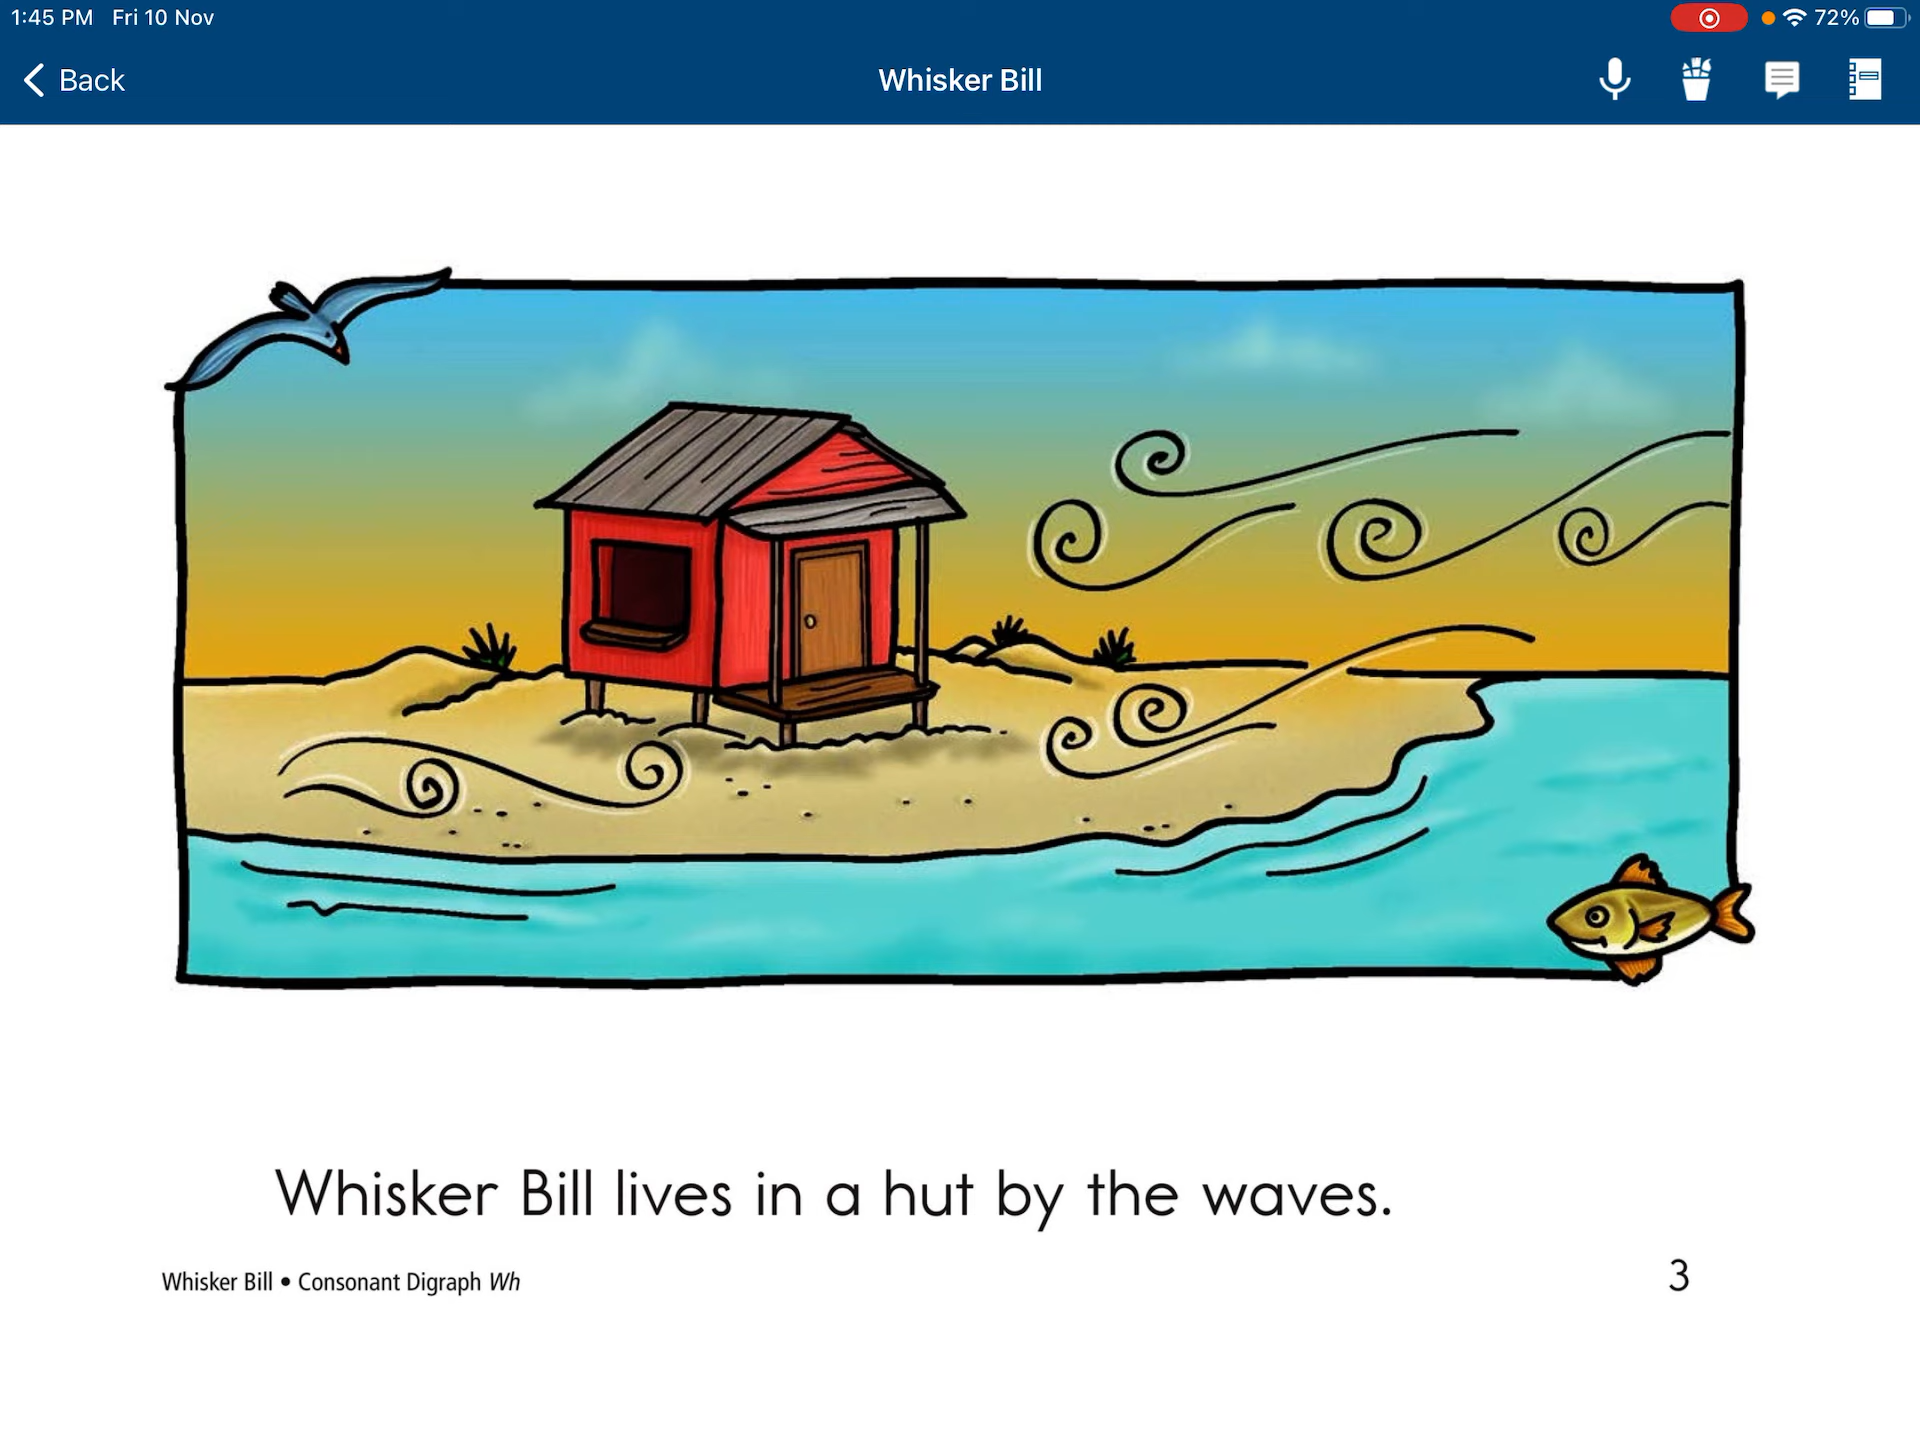 1:45 PM Fri 10 Nov 72%
Back Whisker Bill
Whisker Bill lives in a hut by the waves.
Whisker Bill • Consonant Digraph Wh 3